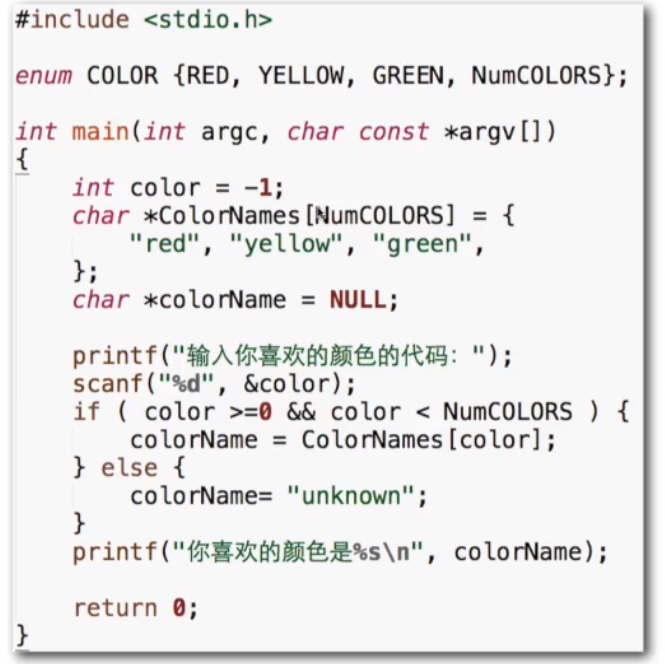 #include <stdio.h>
enum COLOR {RED, YELLOW, GREEN, NumCOLORS};
int main(int argc, char const *argv[])
{
int color = -1;
char *ColorNames[NumCOLORS] = {
"red", "yellow", "green",
};
char *colorName = NULL;
printf("输入你喜欢的颜色的代码：");
scanf("%d", &color);
if ( color >=0 && color < NumCOLORS ) {
colorName = ColorNames[color];
} else {
colorName= "unknown";
}
printf("你喜欢的颜色是%s\n", colorName);
return 0;
}